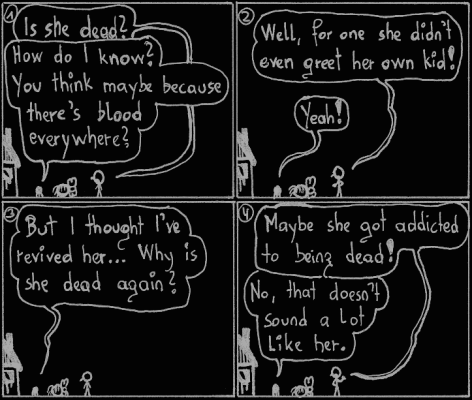 1
Is she dead?
How do I know?
You think maybe because
there's blood
everywhere?
2
Well, for one she didn't
even greet her own kid!
Yeah!
3
But I thought I've
revived her... Why is
she dead again?
4
Maybe she got addicted
to being dead!
No, that doesn't
sound a lot
like her.